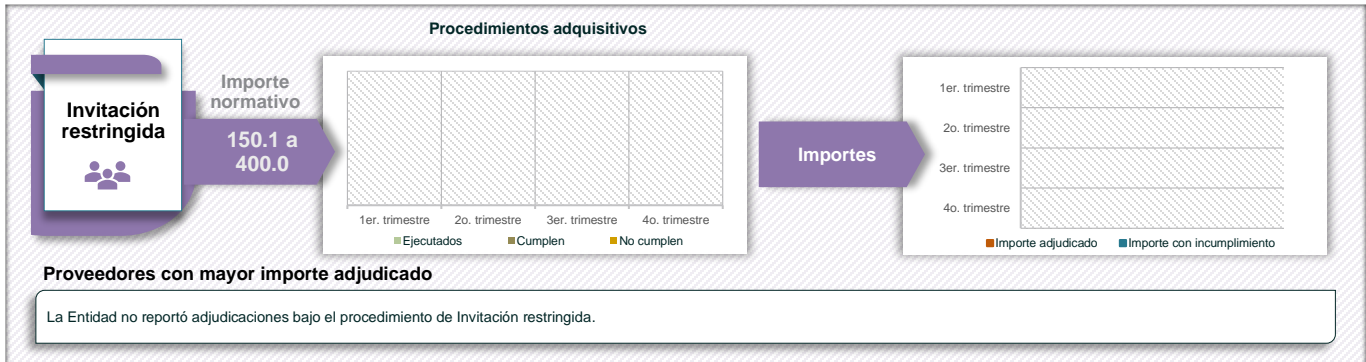 Procedimientos adquisitivos
Invitación
restringida
Importe
normativo
150.1 a
400.0
1er. trimestre
2o. trimestre
3er. trimestre
4o. trimestre
Ejecutados
Cumplen
No cumplen
Importes
1er. trimestre
2o. trimestre
3er. trimestre
4o. trimestre
Importe adjudicado
Importe con incumplimiento
Proveedores con mayor importe adjudicado
La Entidad no reportó adjudicaciones bajo el procedimiento de Invitación restringida.